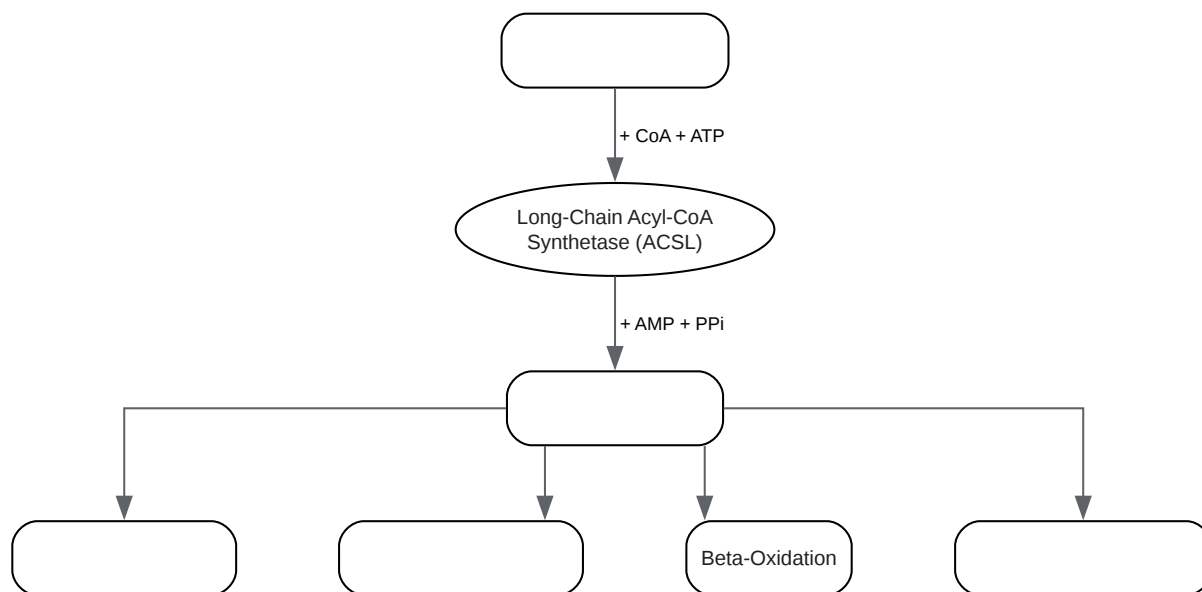 + CoA + ATP
Long-Chain Acyl-CoA
Synthetase (ACSL)
+ AMP + PPi
Beta-Oxidation